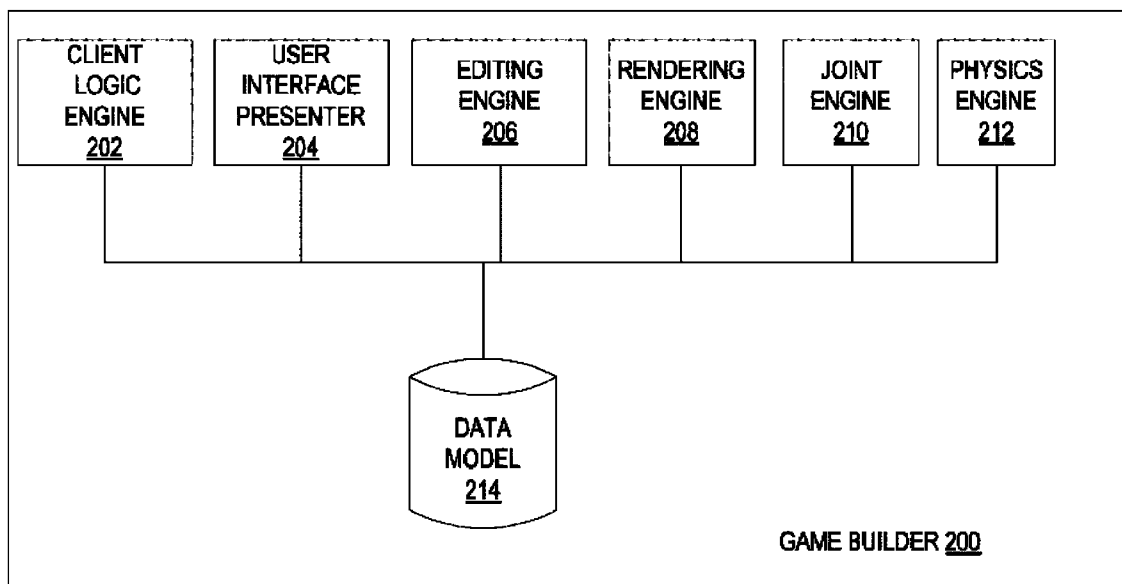 CLIENT
LOGIC
ENGINE
202
USER
INTERFACE
PRESENTER
204
EDITING
ENGINE
206
RENDERING
ENGINE
208
JOINT
ENGINE
210
PHYSICS
ENGINE
212
DATA
MODEL
214
GAME BUILDER 200